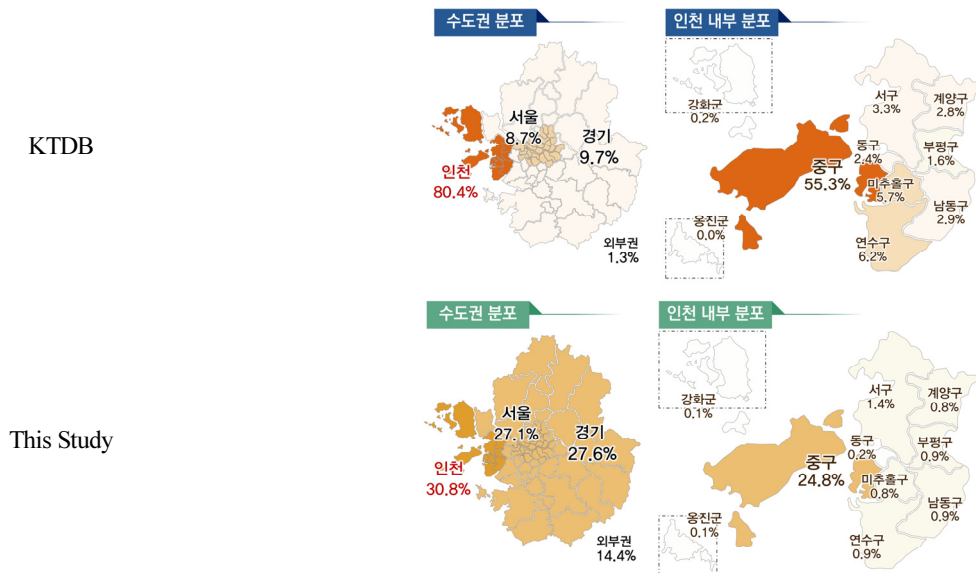 수도권 분포
인천 내부 분포
KTDB
서울
8.7%
경기
9.7%
인천
80.4%
외부권
1.3%
강화군
0.2%
서구
3.3%
계양구
2.8%
동구
2.4%
부평구
1.6%
중구
55.3%
미추홀구
5.7%
남동구
2.9%
옹진군
0.0%
연수구
6.2%
수도권 분포
인천 내부 분포
This Study
서울
27.1%
경기
27.6%
인천
30.8%
외부권
14.4%
강화군
0.1%
서구
1.4%
계양구
0.8%
동구
0.2%
부평구
0.9%
중구
24.8%
미추홀구
0.8%
남동구
0.9%
옹진군
0.1%
연수구
0.9%